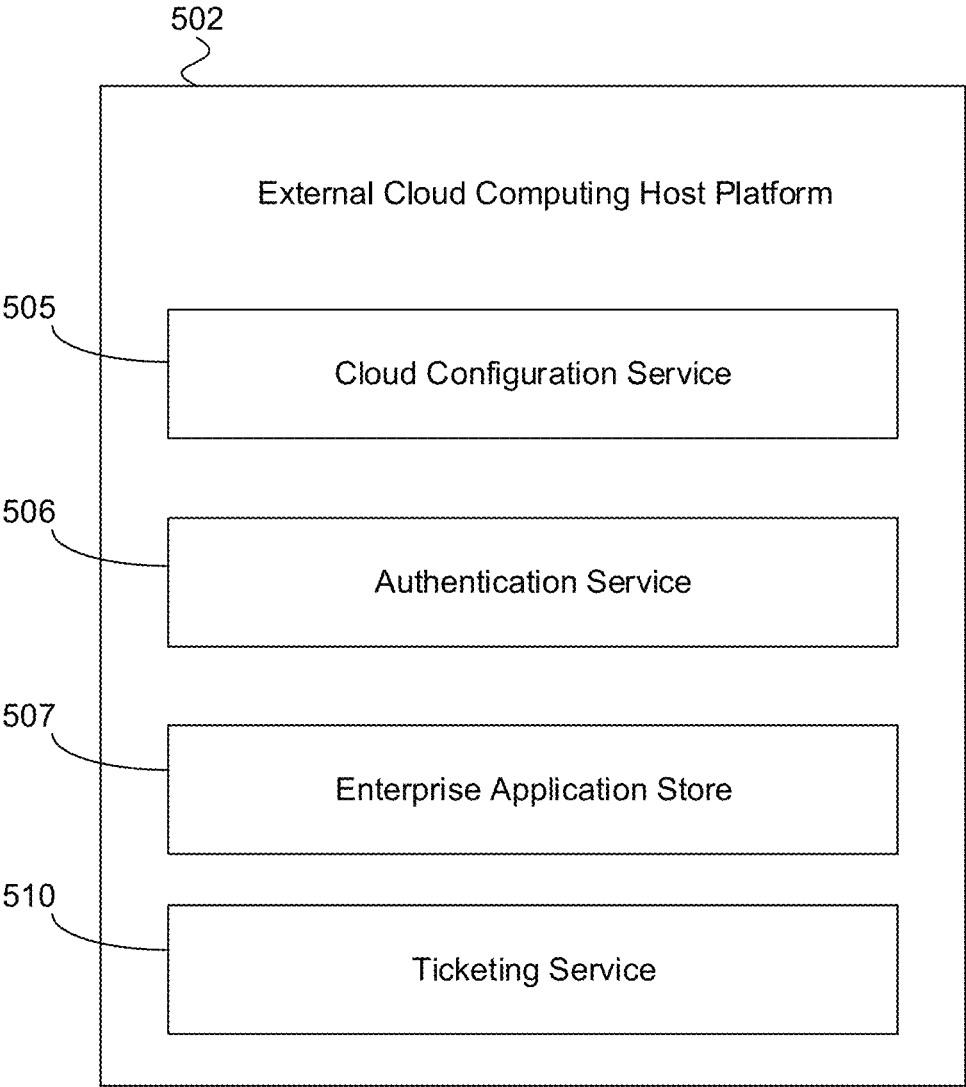 502
External Cloud Computing Host Platform
505
Cloud Configuration Service
506
Authentication Service
507
Enterprise Application Store
510
Ticketing Service